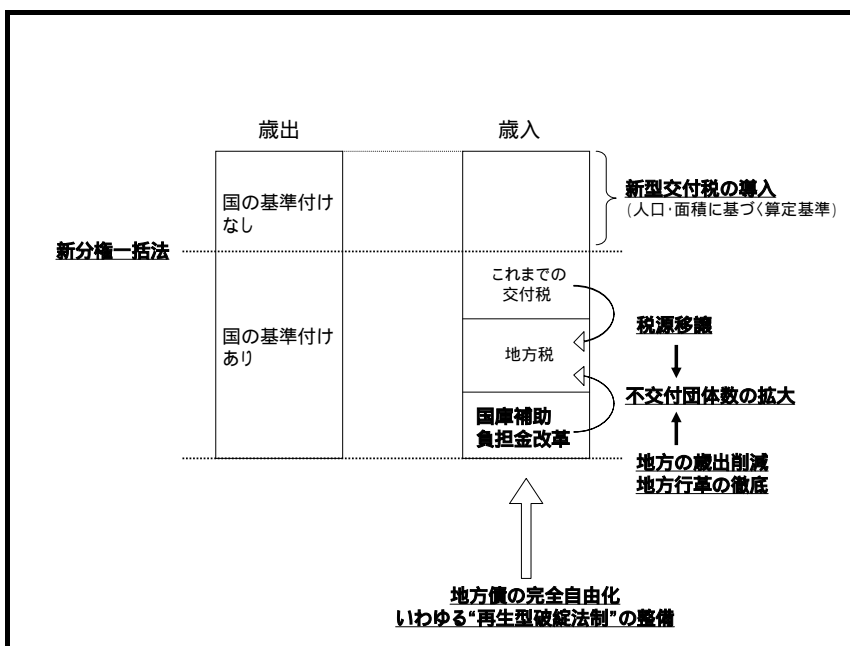 歳出
歳入
国の基準付け
なし
新型交付税の導入
(人口・面積に基づく算定基準)
新分権一括法
これまでの
交付税
税源移譲
国の基準付け
あり
地方税
不交付団体数の拡大
国庫補助
負担金改革
地方の歳出削減
地方行革の徹底
地方債の完全自由化
いわゆる“再生型破綻法制”の整備